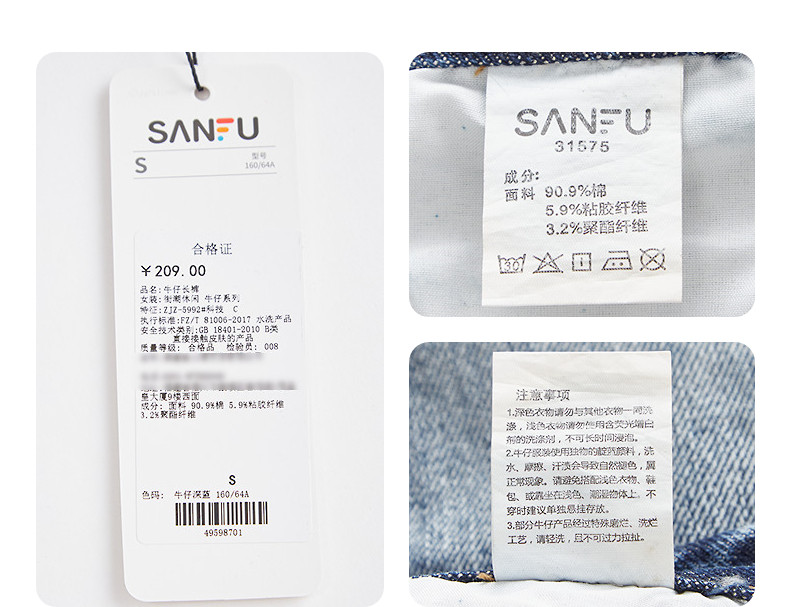 SANFU
S
型号
160/64A
合格证
￥209.00
品名:牛仔长裤
女装:街潮休闲 牛仔系列
特征:ZJZ-5992#科技 C
执行标准:FZ/T 81006-2017 水洗产品
安全技术类别:GB 18401-2010 B类
直接接触皮肤的产品
质量等级: 合格品 检验员: 008
皇大厦9楼西面
成分: 面料 90.9%棉 5.9%粘胶纤维
3.2%聚酯纤维
S
色码: 牛仔深蓝 160/64A
49598701
SANFU
31575
成分:
面料 90.9%棉
5.9%粘胶纤维
3.2%聚酯纤维
30
注意事项
1.深色衣物请勿与其他衣物一同洗
涤，浅色衣物请勿使用含荧光增白
剂的洗涤剂，不可长时间浸泡。
2.牛仔服装使用独特的靛蓝颜料，洗
水、摩擦、汗渍会导致自然褪色，属
正常现象。请避免搭配浅色衣物、鞋
包、或靠坐在浅色、潮湿物体上。不
穿时建议单独悬挂存放。
3.部分牛仔产品经过特殊磨烂、洗烂
工艺，请轻洗，且不可过力拉扯。